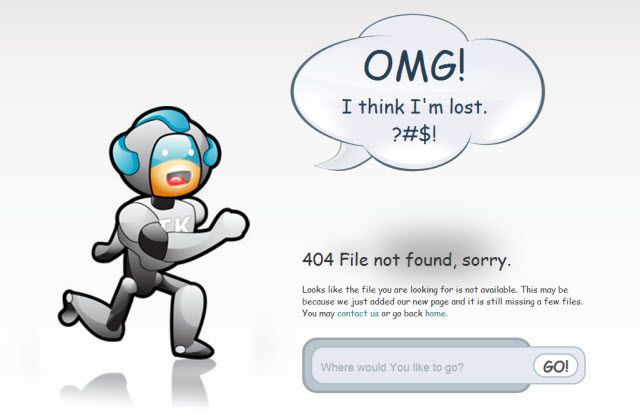 OMG!
I think I'm lost.
?#$!
TK
404 File not found, sorry.
Looks like the file you are looking for is not available. This may be
because we just added our new page and it is still missing a few files.
You may contact us or go back home.
Where would You like to go?
GO!